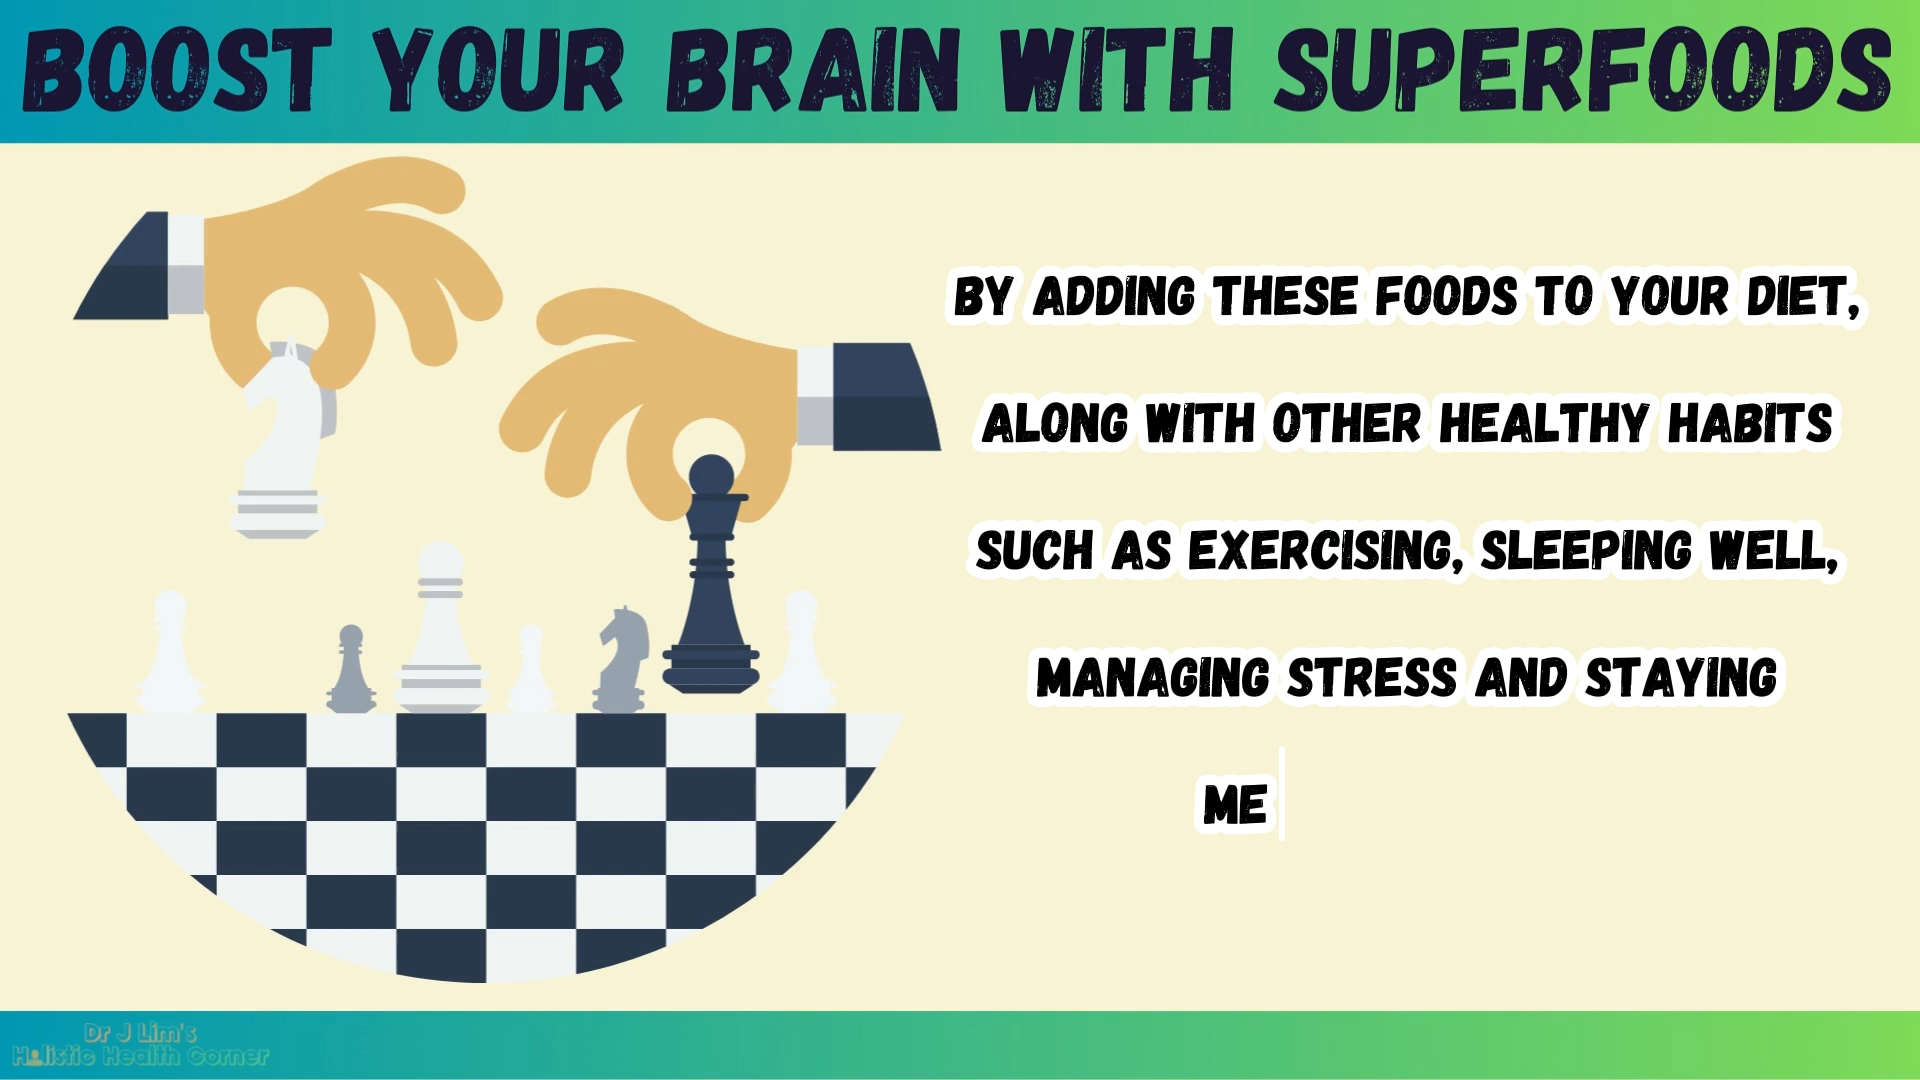 BOOST YOUR BRAIN WITH SUPERFOODS
BY ADDING THESE FOODS TO YOUR DIET,
ALONG WITH OTHER HEALTHY HABITS
SUCH AS EXERCISING, SLEEPING WELL,
MANAGING STRESS AND STAYING
ME
Dr J Lim's
Holistic Health Corner